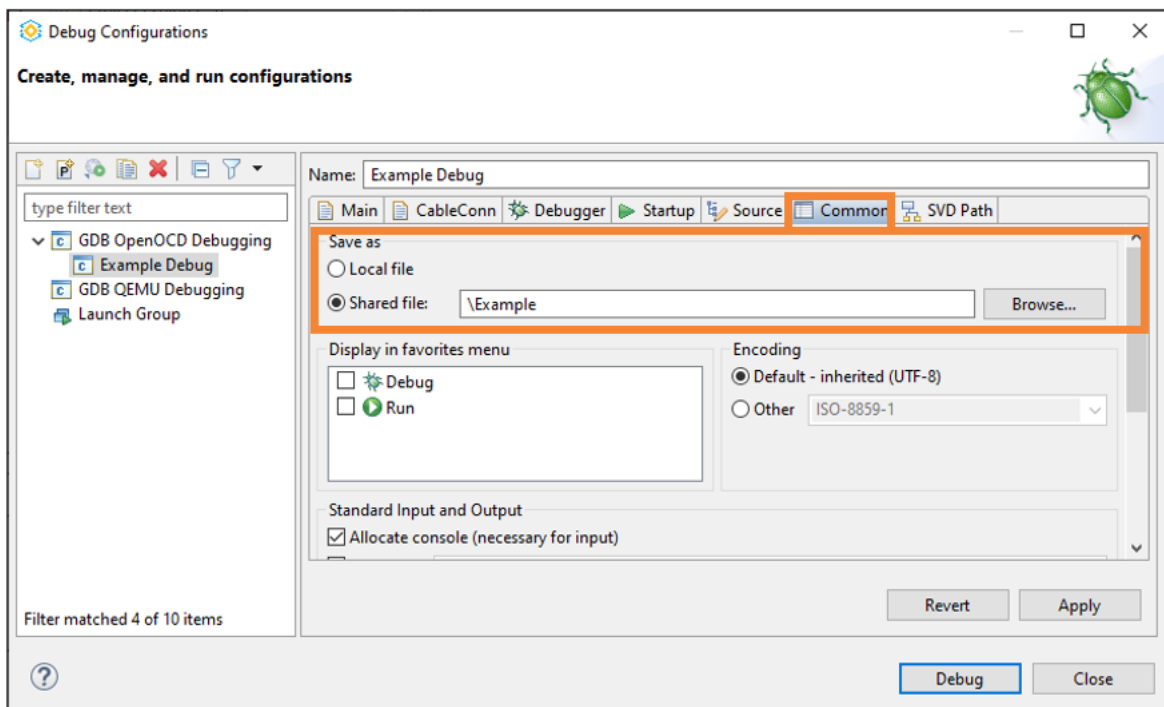 Debug Configurations
Create, manage, and run configurations
type filter text
GDB OpenOCD Debugging
Example Debug
GDB QEMU Debugging
Launch Group
Filter matched 4 of 10 items
Name: Example Debug
Main CableConn Debugger Startup Source Common SVD Path
Save as
Local file
Shared file: \Example Browse...
Display in favorites menu
Debug
Run
Encoding
Default - inherited (UTF-8)
Other ISO-8859-1
Standard Input and Output
Allocate console (necessary for input)
Revert Apply
Debug Close